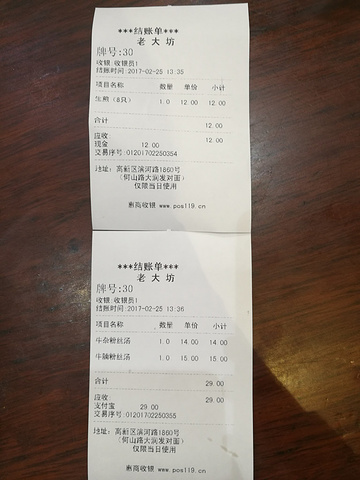 ***结账单***
老大坊
牌号:30
收银:收银员1
结账时间:2017-02-25 13:35
项目名称 数量 单价 小计
生煎（8只） 1.0 12.00 12.00
合计 12.00
应收: 12.00
现金 12.00
交易序号:01201702250354
地址: 高新区滨河路1860号
（何山路大润发对面）
仅限当日使用
惠商收银 www.pos119.cn
***结账单***
老大坊
牌号:30
收银:收银员1
结账时间:2017-02-25 13:36
项目名称 数量 单价 小计
牛杂粉丝汤 1.0 14.00 14.00
牛腩粉丝汤 1.0 15.00 15.00
合计 29.00
应收: 29.00
支付宝 29.00
交易序号:01201702250355
地址: 高新区滨河路1860号
（何山路大润发对面）
仅限当日使用
惠商收银 www.pos119.cn